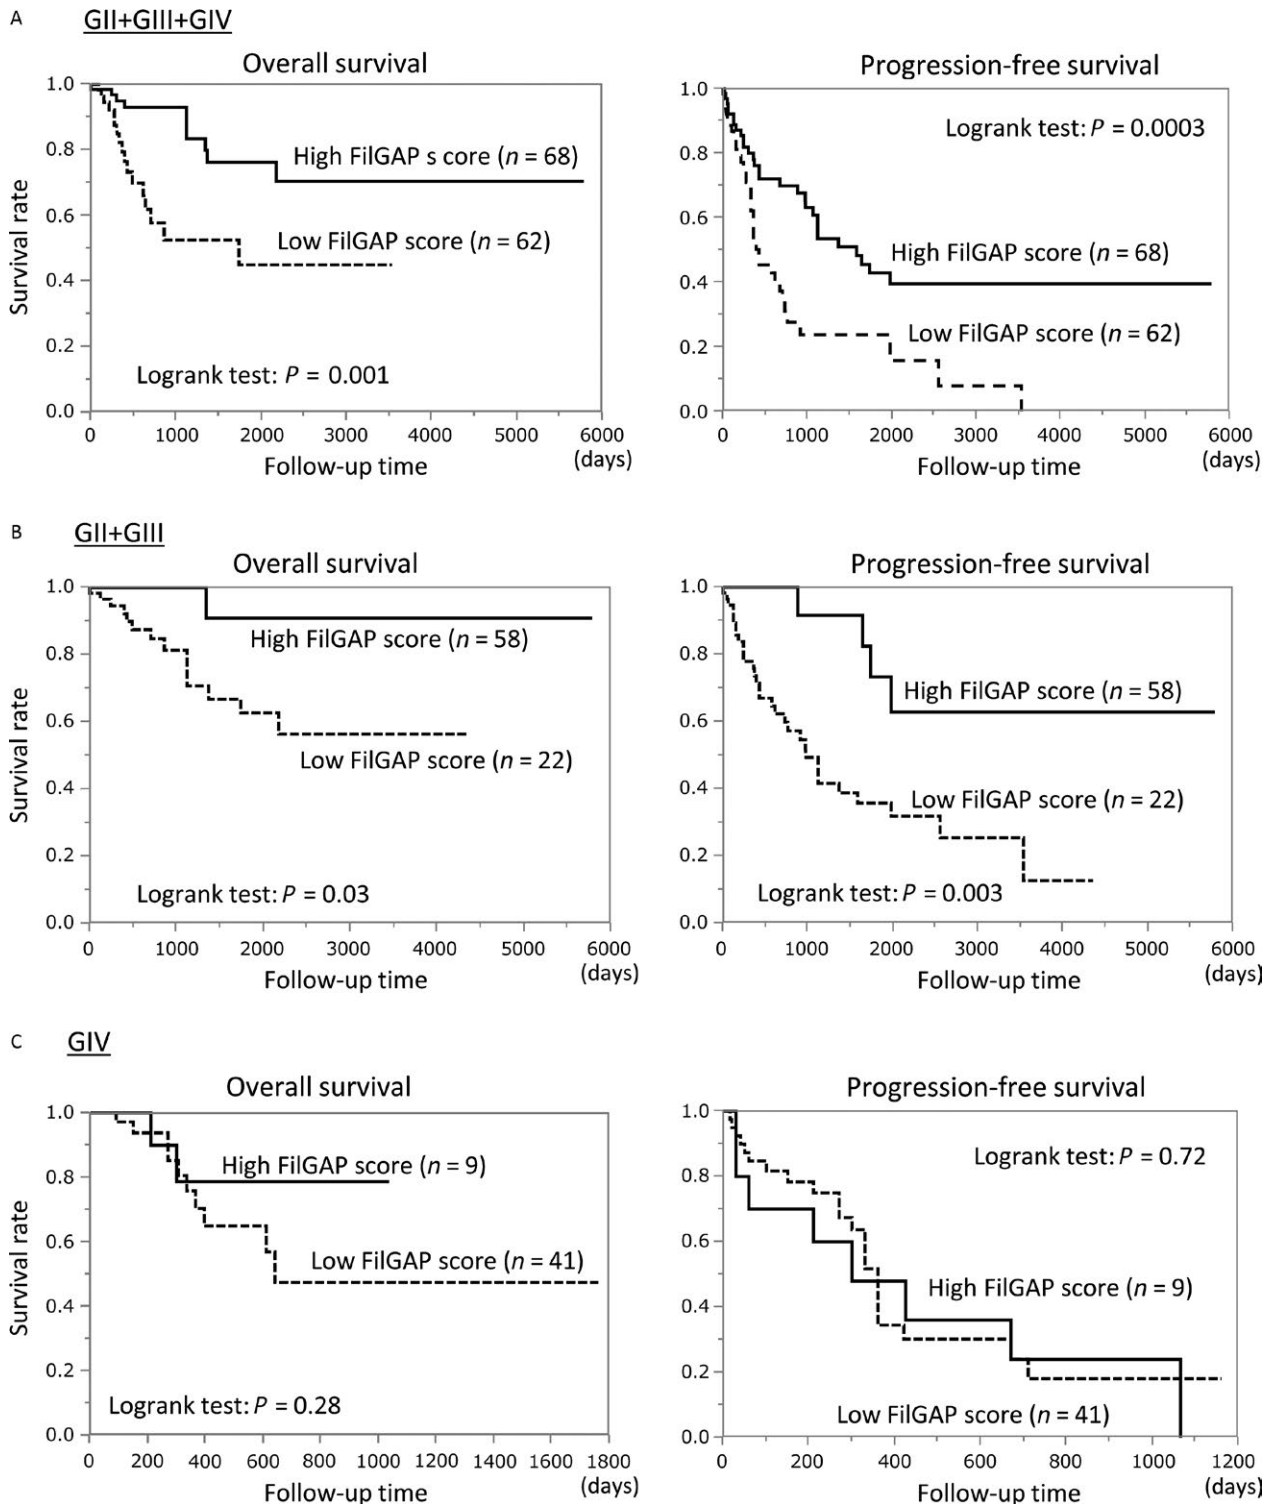 A
GII+GIII+GIV
Overall survival
1.0
0.8
0.6
0.4
0.2
0.0
Survival rate
High FilGAP s core (n = 68)
Low FilGAP score (n = 62)
Logrank test: P = 0.001
0 1000 2000 3000 4000 5000 6000
Follow-up time
(days)
Progression-free survival
1.0
0.8
0.6
0.4
0.2
0.0
Logrank test: P = 0.0003
High FilGAP score (n = 68)
Low FilGAP score (n = 62)
0 1000 2000 3000 4000 5000 6000
Follow-up time
(days)
B
GII+GIII
Overall survival
1.0
0.8
0.6
0.4
0.2
0.0
Survival rate
High FilGAP score (n = 58)
Low FilGAP score (n = 22)
Logrank test: P = 0.03
0 1000 2000 3000 4000 5000 6000
Follow-up time
(days)
Progression-free survival
1.0
0.8
0.6
0.4
0.2
0.0
High FilGAP score (n = 58)
Low FilGAP score (n = 22)
Logrank test: P = 0.003
0 1000 2000 3000 4000 5000 6000
Follow-up time
(days)
C
GIV
Overall survival
1.0
0.8
0.6
0.4
0.2
0.0
Survival rate
High FilGAP score (n = 9)
Low FilGAP score (n = 41)
Logrank test: P = 0.28
0 200 400 600 800 1000 1200 1400 1600 1800
Follow-up time
(days)
Progression-free survival
1.0
0.8
0.6
0.4
0.2
0.0
Logrank test: P = 0.72
High FilGAP score (n = 9)
Low FilGAP score (n = 41)
0 200 400 600 800 1000 1200
Follow-up time
(days)